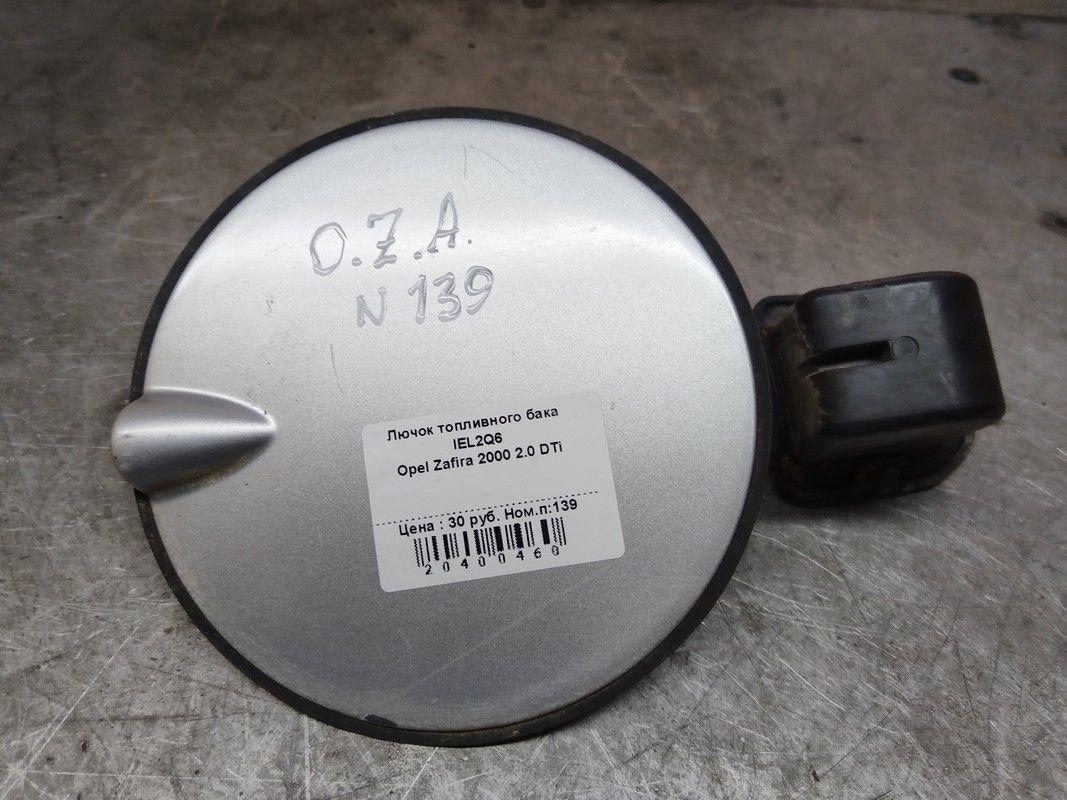 O.Z.A.
N 139
Лючок топливного бака
IEL2Q6
Opel Zafira 2000 2.0 DTi
Цена : 30 руб. Ном.п:139
20400460